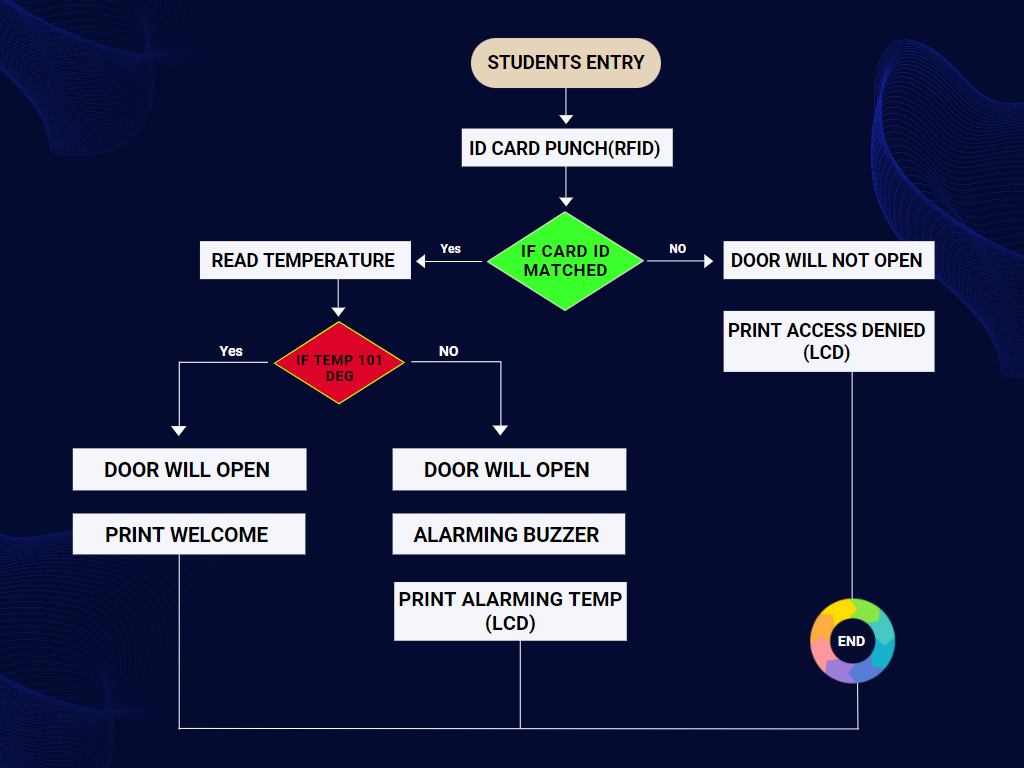 STUDENTS ENTRY
ID CARD PUNCH(RFID)
IF CARD ID
MATCHED
Yes
NO
READ TEMPERATURE
DOOR WILL NOT OPEN
PRINT ACCESS DENIED
(LCD)
IF TEMP 101
DEG
Yes
NO
DOOR WILL OPEN
DOOR WILL OPEN
PRINT WELCOME
ALARMING BUZZER
PRINT ALARMING TEMP
(LCD)
END